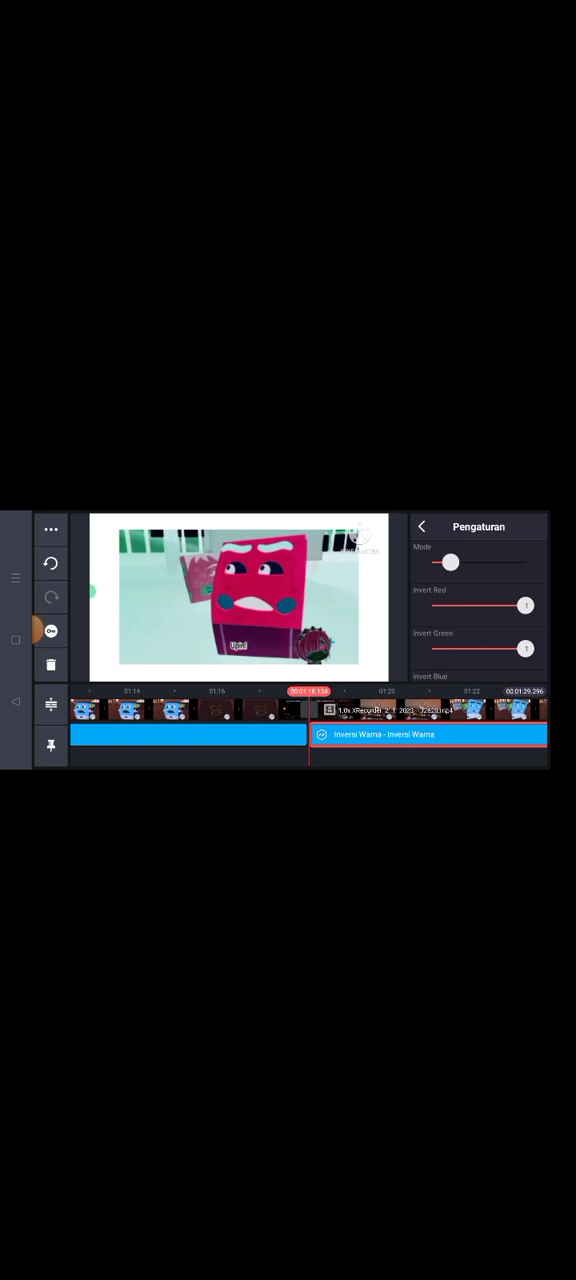 Pengaturan
Mode
Invert Red
1
Invert Green
1
Invert Blue
Upin!
01:14
01:16
00:01:18.134
01:20
01:22
00:01:29.296
Inversi Warna - Inversi Warna